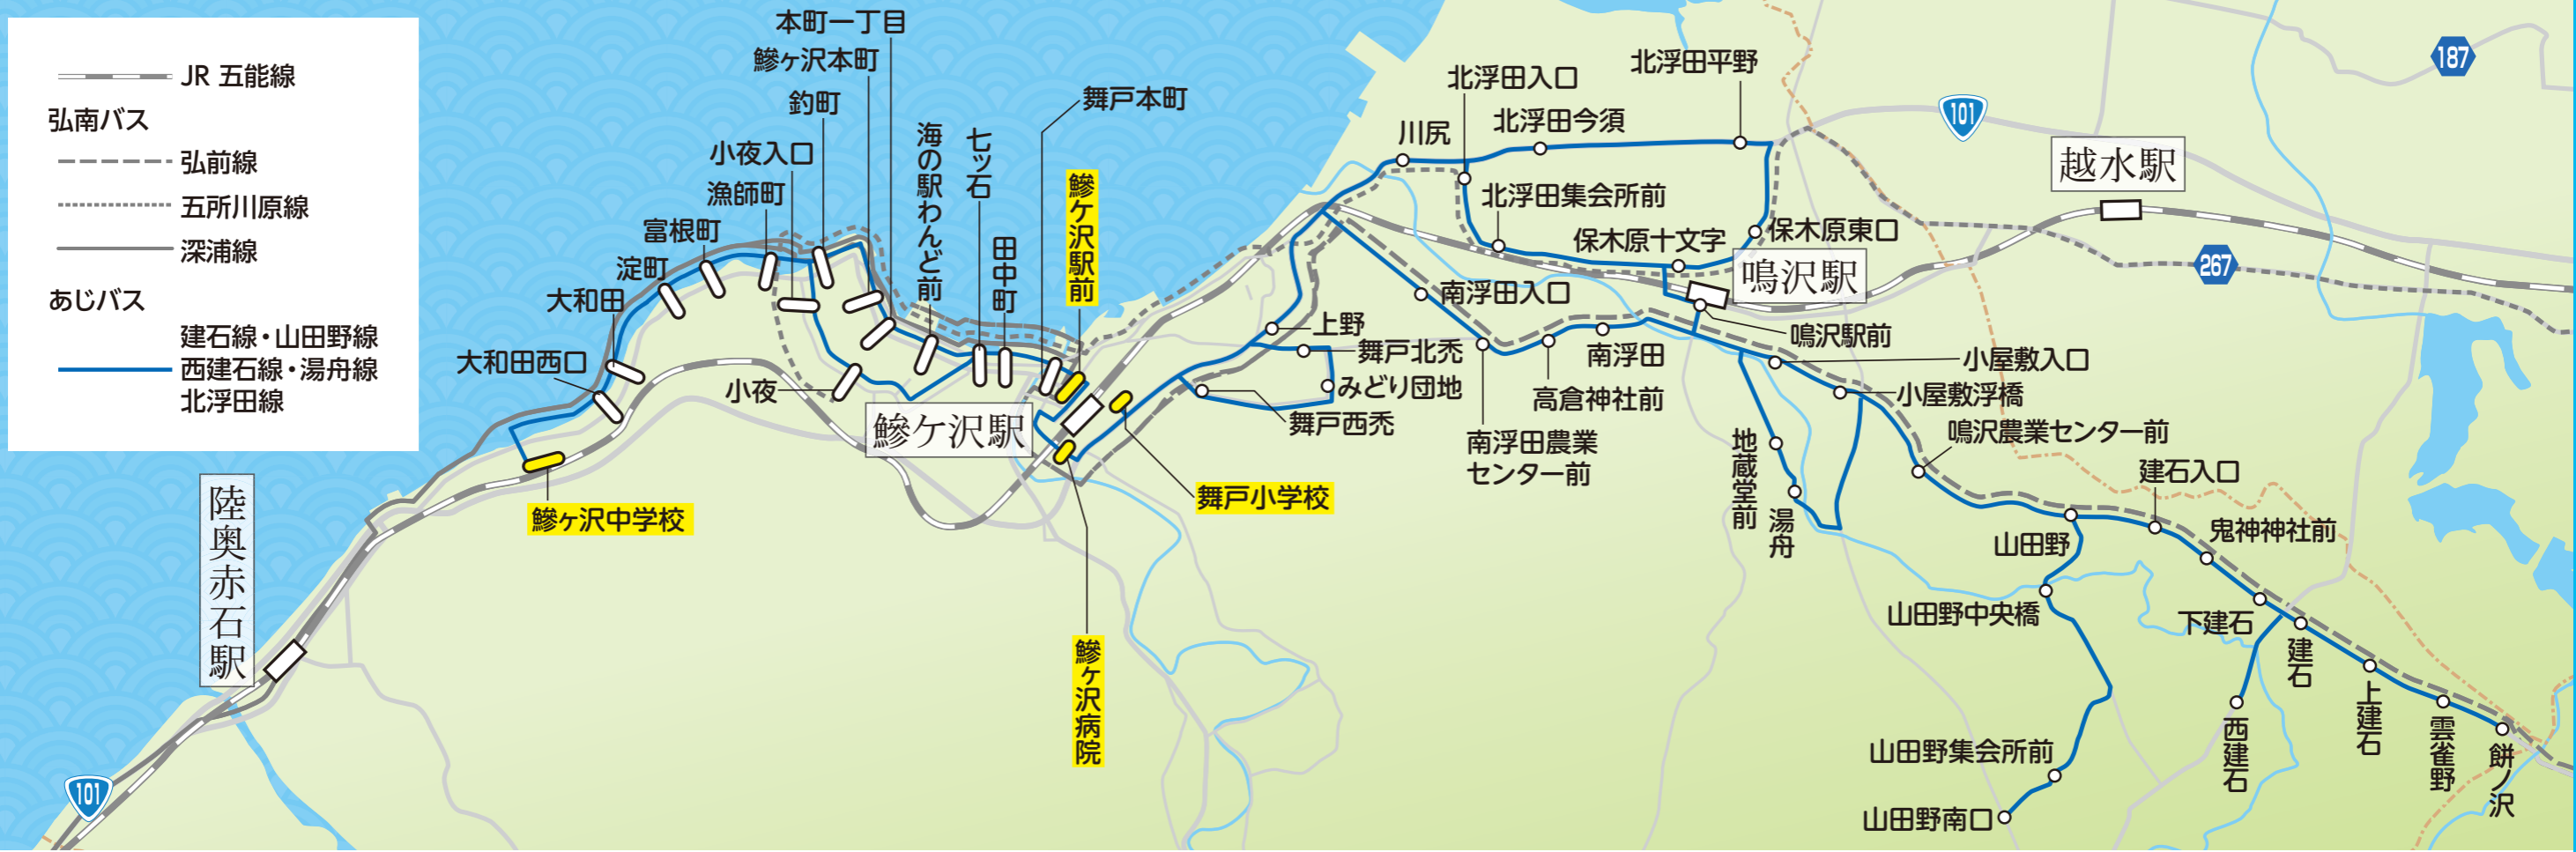 JR 五能線
弘南バス
弘前線
五所川原線
深浦線
あじバス
建石線・山田野線
西建石線・湯舟線
北浮田線
本町一丁目
鰺ヶ沢本町
釣町
小夜入口
漁師町
富根町
淀町
大和田
大和田西口
鰺ヶ沢中学校
陸奥赤石駅
101
小夜
海の駅わんど前
七ッ石
田中町
舞戸本町
鰺ケ沢駅前
鰺ケ沢駅
鰺ヶ沢病院
舞戸小学校
上野
舞戸北禿
みどり団地
舞戸西禿
川尻
北浮田入口
北浮田今須
北浮田平野
北浮田集会所前
保木原十文字
保木原東口
鳴沢駅
鳴沢駅前
南浮田入口
南浮田
高倉神社前
南浮田農業
センター前
小屋敷入口
小屋敷浮橋
鳴沢農業センター前
地蔵堂前
湯舟
建石入口
山田野
鬼神神社前
山田野中央橋
下建石
建石
西建石
上建石
雲雀野
餅ノ沢
山田野集会所前
山田野南口
101
越水駅
187
267